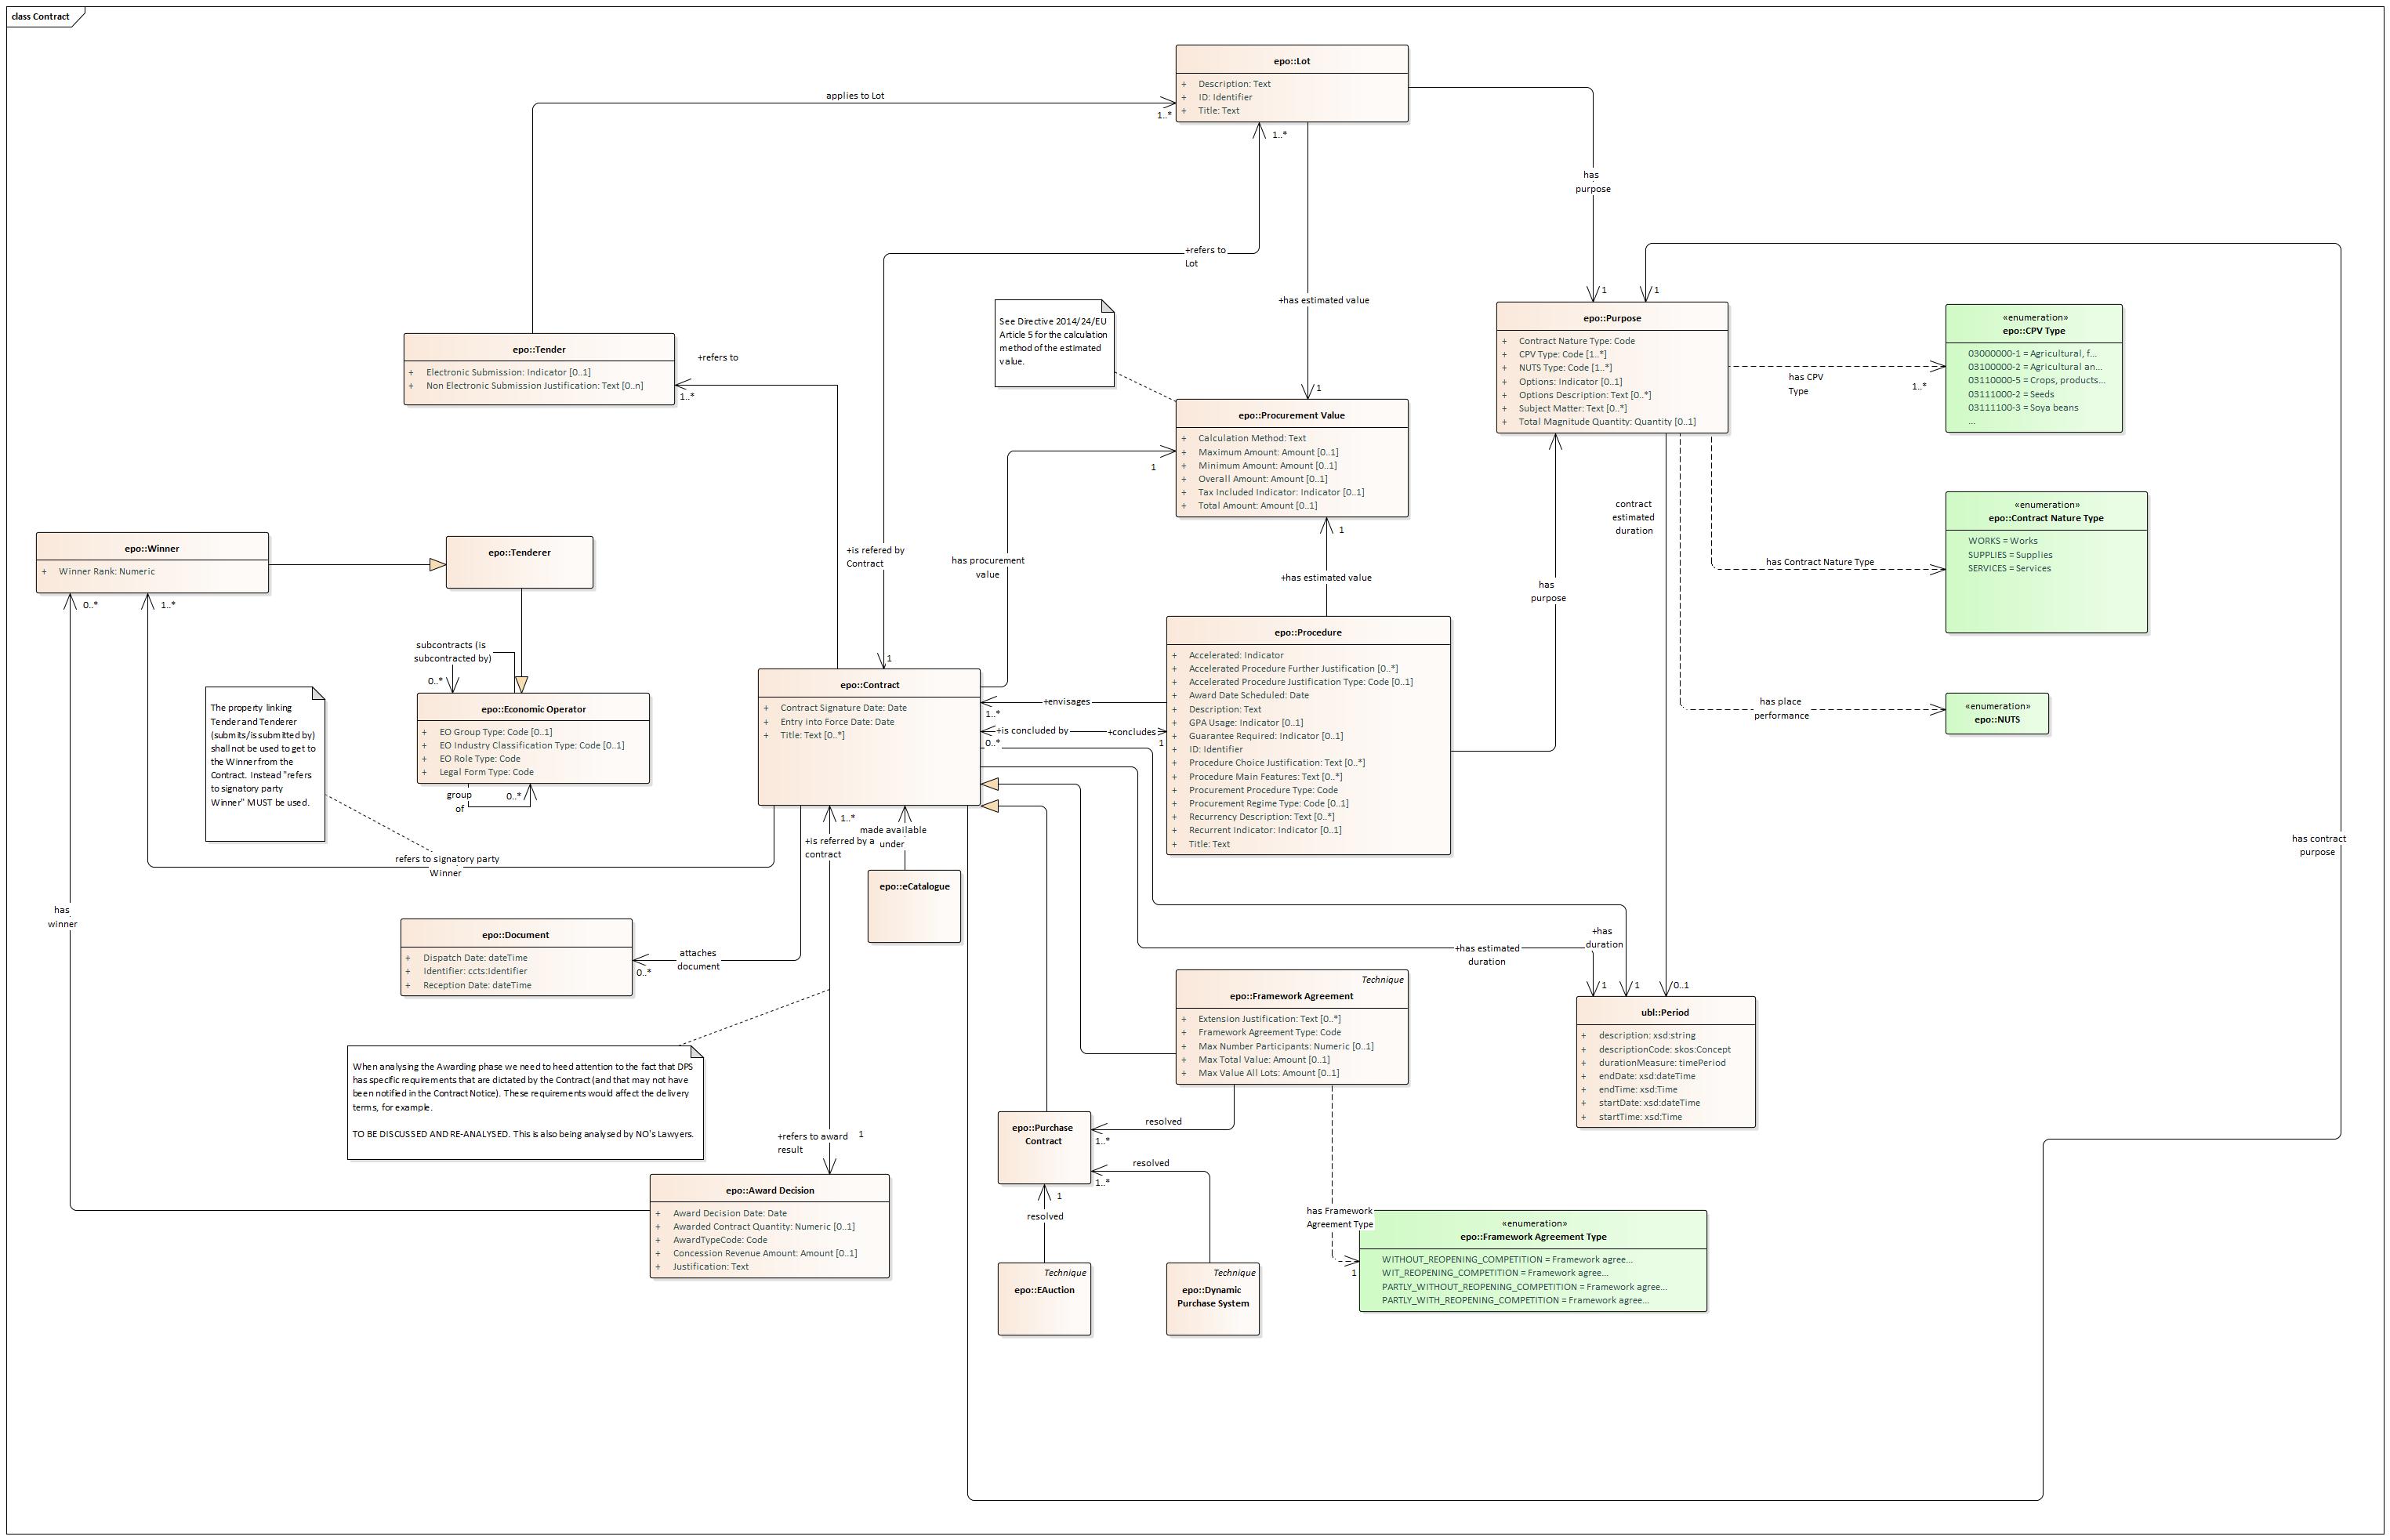 class Contract
epo::Lot
+ Description: Text
+ ID: Identifier
+ Title: Text
applies to Lot
1..*
1..*
has
purpose
+refers to
Lot
+has estimated value
1
1
1
See Directive 2014/24/EU
Article 5 for the calculation
method of the estimated
value.
epo::Purpose
+ Contract Nature Type: Code
+ CPV Type: Code [1..*]
+ NUTS Type: Code [1..*]
+ Options: Indicator [0..1]
+ Options Description: Text [0..*]
+ Subject Matter: Text [0..*]
+ Total Magnitude Quantity: Quantity [0..1]
«enumeration»
epo::CPV Type
03000000-1 = Agricultural, f...
03100000-2 = Agricultural an...
03110000-5 = Crops, products...
03111000-2 = Seeds
03111100-3 = Soya beans
...
has CPV
Type
1..*
epo::Tender
+ Electronic Submission: Indicator [0..1]
+ Non Electronic Submission Justification: Text [0..n]
+refers to
1..*
epo::Procurement Value
+ Calculation Method: Text
+ Maximum Amount: Amount [0..1]
+ Minimum Amount: Amount [0..1]
+ Overall Amount: Amount [0..1]
+ Tax Included Indicator: Indicator [0..1]
+ Total Amount: Amount [0..1]
1
1
contract
estimated
duration
«enumeration»
epo::Contract Nature Type
WORKS = Works
SUPPLIES = Supplies
SERVICES = Services
has Contract Nature Type
epo::Winner
+ Winner Rank: Numeric
0..*
1..*
epo::Tenderer
+is refered by
Contract
has procurement
value
+has estimated value
has
purpose
subcontracts (is
subcontracted by)
0..*
1
epo::Economic Operator
+ EO Group Type: Code [0..1]
+ EO Industry Classification Type: Code [0..1]
+ EO Role Type: Code
+ Legal Form Type: Code
group
of
0..*
The property linking
Tender and Tenderer
(submits/is submitted by)
shall not be used to get to
the Winner from the
Contract. Instead "refers
to signatory party
Winner" MUST be used.
epo::Contract
+ Contract Signature Date: Date
+ Entry into Force Date: Date
+ Title: Text [0..*]
+envisages
1..*
+is concluded by
+concludes
0..*
1
epo::Procedure
+ Accelerated: Indicator
+ Accelerated Procedure Further Justification [0..*]
+ Accelerated Procedure Justification Type: Code [0..1]
+ Award Date Scheduled: Date
+ Description: Text
+ GPA Usage: Indicator [0..1]
+ Guarantee Required: Indicator [0..1]
+ ID: Identifier
+ Procedure Choice Justification: Text [0..*]
+ Procedure Main Features: Text [0..*]
+ Procurement Procedure Type: Code
+ Procurement Regime Type: Code [0..1]
+ Recurrency Description: Text [0..*]
+ Recurrent Indicator: Indicator [0..1]
+ Title: Text
has place
performance
«enumeration»
epo::NUTS
has contract
purpose
1..*
+is referred by a
contract
made available
under
refers to signatory party
Winner
epo::eCatalogue
has
winner
epo::Document
+ Dispatch Date: dateTime
+ Identifier: ccts:Identifier
+ Reception Date: dateTime
attaches
document
0..*
+has estimated
duration
+has
duration
1
1
0..1
Technique
epo::Framework Agreement
+ Extension Justification: Text [0..*]
+ Framework Agreement Type: Code
+ Max Number Participants: Numeric [0..1]
+ Max Total Value: Amount [0..1]
+ Max Value All Lots: Amount [0..1]
ubl::Period
+ description: xsd:string
+ descriptionCode: skos:Concept
+ durationMeasure: timePeriod
+ endDate: xsd:dateTime
+ endTime: xsd:Time
+ startDate: xsd:dateTime
+ startTime: xsd:Time
When analysing the Awarding phase we need to heed attention to the fact that DPS
has specific requirements that are dictated by the Contract (and that may not have
been notified in the Contract Notice). These requirements would affect the delivery
terms, for example.
TO BE DISCUSSED AND RE-ANALYSED. This is also being analysed by NO's Lawyers.
+refers to award
result
1
epo::Purchase
Contract
resolved
1..*
resolved
1..*
1
resolved
epo::Award Decision
+ Award Decision Date: Date
+ Awarded Contract Quantity: Numeric [0..1]
+ AwardTypeCode: Code
+ Concession Revenue Amount: Amount [0..1]
+ Justification: Text
has Framework
Agreement Type
1
«enumeration»
epo::Framework Agreement Type
WITHOUT_REOPENING_COMPETITION = Framework agree...
WIT_REOPENING_COMPETITION = Framework agree...
PARTLY_WITHOUT_REOPENING_COMPETITION = Framework agree...
PARTLY_WITH_REOPENING_COMPETITION = Framework agree...
Technique
epo::EAuction
Technique
epo::Dynamic
Purchase System